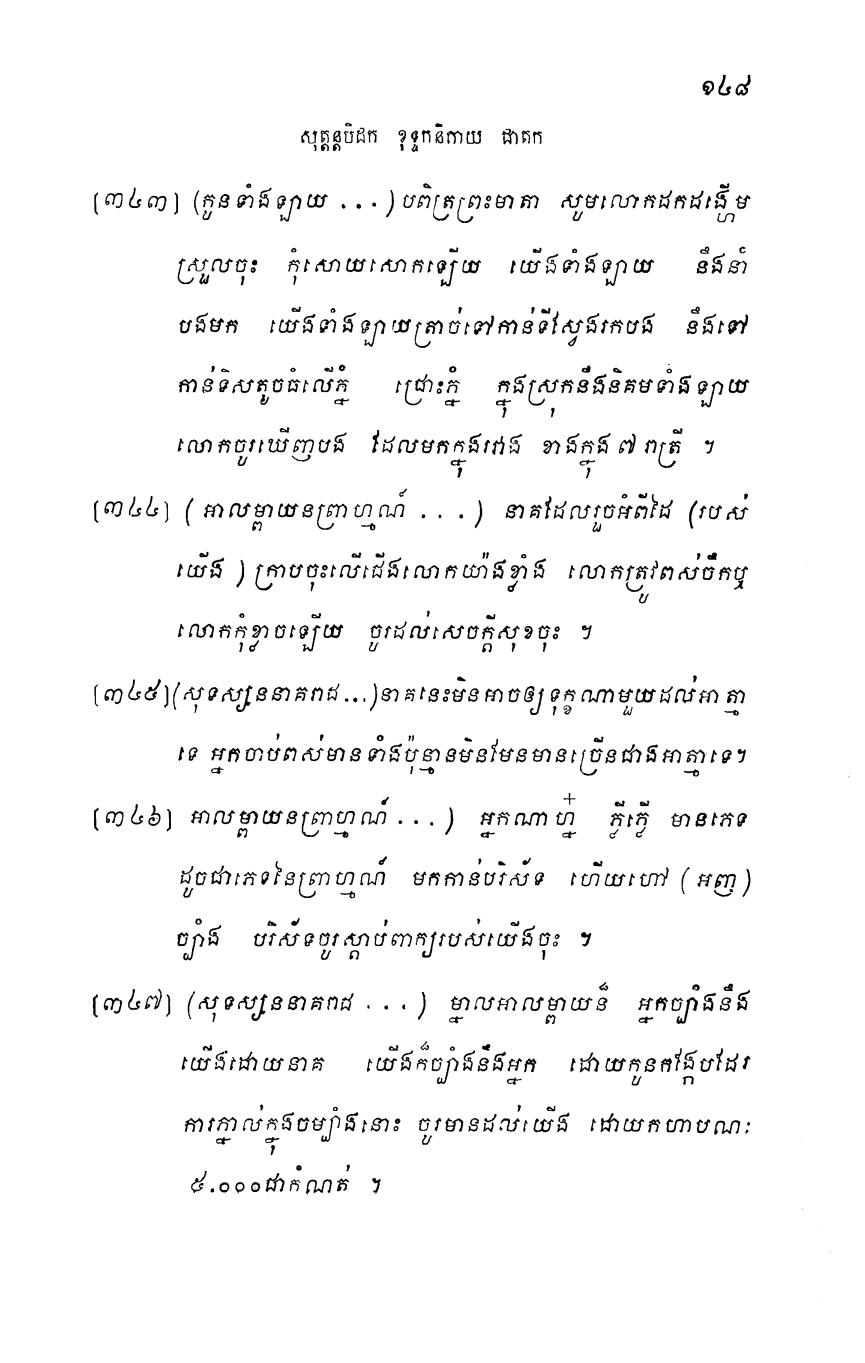 ១៤៨
សុត្តន្តបិដក ខុទ្ទកនិកាយ ជាតក
[៣៤៣] (កូនទាំងឡាយ ...) បពិត្រព្រះមាតា សូមលោកដកដង្ហើម
ស្រួលចុះ កុំសោយសោកឡើយ យើងទាំងឡាយ នឹងនាំ
បងមក យើងទាំងឡាយត្រាច់ទៅកាន់ទីស្វែងរកបង នឹងទៅ
កាន់ទិសតូចធំលើភ្នំ ជ្រោះភ្នំ ក្នុងស្រុកនឹងនិគមទាំងឡាយ
លោកចូរឃើញបង ដែលមកក្នុងរវាង ខាងក្នុង ៧ រាត្រី ។
[៣៤៤] (អាលម្ពាយនព្រាហ្មណ៍ ...) នាគដែលរួចអំពីដៃ (របស់
យើង ) ក្រាបចុះលើជើងលោកយ៉ាងខ្លាំង លោកត្រូវពស់ចឹកឬ
លោកកុំខ្លាចឡើយ ចូរដល់សេចក្តីសុខចុះ ។
[៣៤៥] (សុទស្សននាគរាជ...) នាគនេះមិនអាចឲ្យទុក្ខណាមួយដល់អាត្មា
ទេ អ្នកចាប់ពស់មានទាំងប៉ុន្មានមិនមែនមានច្រើនជាងអាត្មាទេ។
[៣៤៦] អាលម្ពាយនព្រាហ្មណ៍ ...) អ្នកណាហ្ន៎ ភ្លីភ្លើ មានភេទ
ដូចជាភេទនៃព្រាហ្មណ៍ មកកាន់បរិស័ទ ហើយហៅ (អញ)
ច្បាំង បរិស័ទចូរស្តាប់ពាក្យរបស់យើងចុះ ។
[៣៤៧] (សុទស្សននាគរាជ ...) ម្នាលអាលម្ពាយន៍ អ្នកច្បាំងនឹង
យើងដោយនាគ យើងក៏ច្បាំងនឹងអ្នក ដោយកូនកង្កែបដែរ
ការភ្នាល់ក្នុងចម្បាំងនោះ ចូរមានដល់យើង ដោយកហាបណៈ
៥.០០០ជាកំណត់ ។